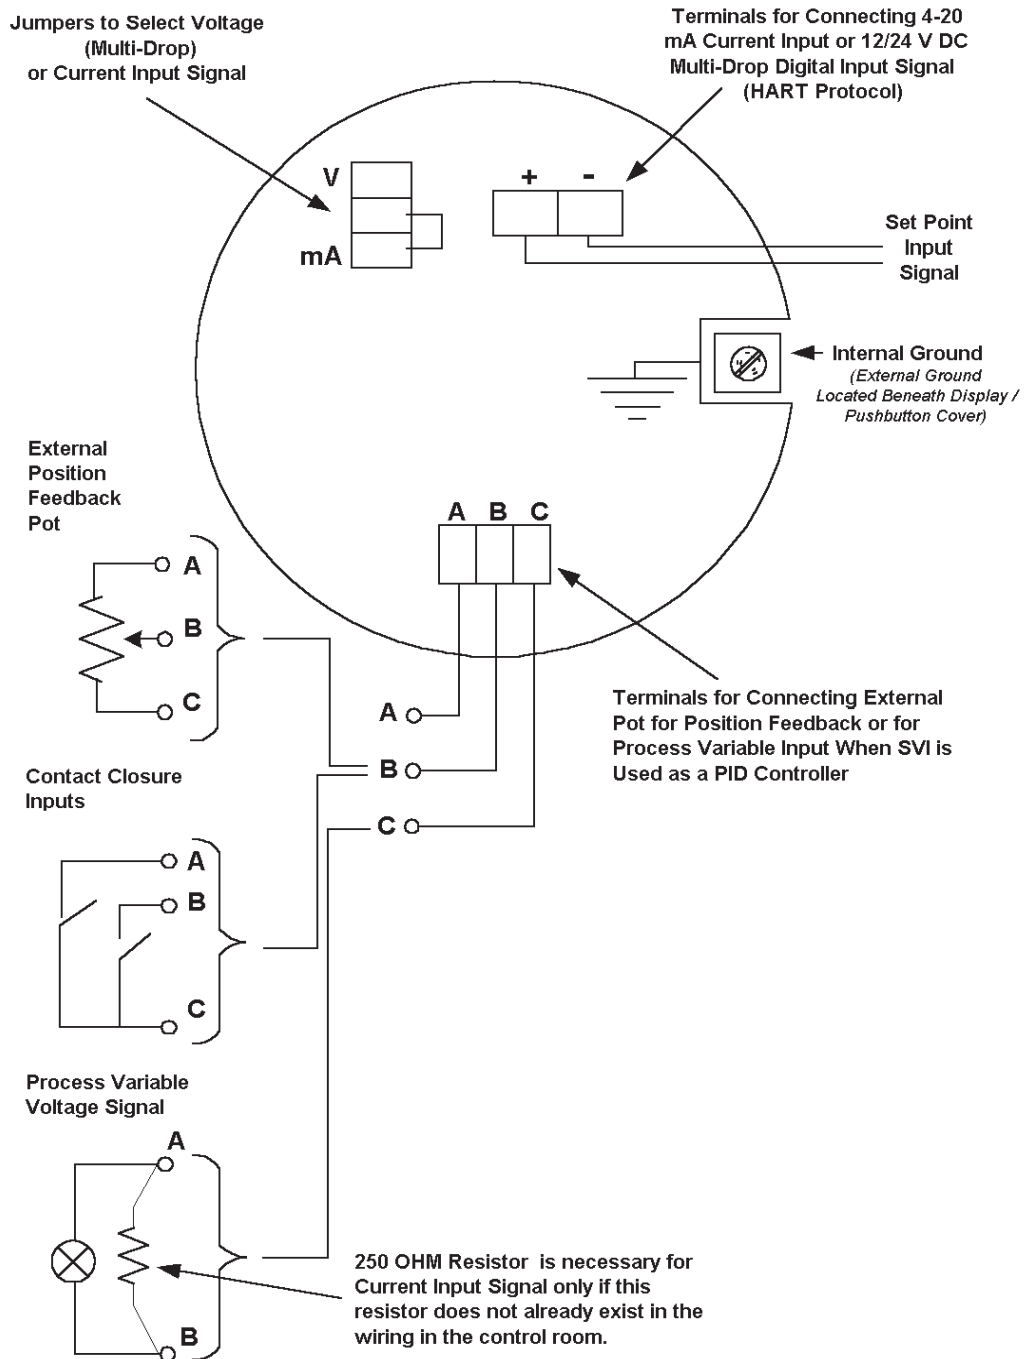 Jumpers to Select Voltage
(Multi-Drop)
or Current Input Signal
Terminals for Connecting 4-20
mA Current Input or 12/24 V DC
Multi-Drop Digital Input Signal
(HART Protocol)
V
mA
+ -
Set Point
Input
Signal
Internal Ground
(External Ground
Located Beneath Display /
Pushbutton Cover)
External
Position
Feedback
Pot
A
B
C
A B C
Terminals for Connecting External
Pot for Position Feedback or for
Process Variable Input When SVI is
Used as a PID Controller
A
B
C
Contact Closure
Inputs
A
B
C
Process Variable
Voltage Signal
A
B
250 OHM Resistor is necessary for
Current Input Signal only if this
resistor does not already exist in the
wiring in the control room.